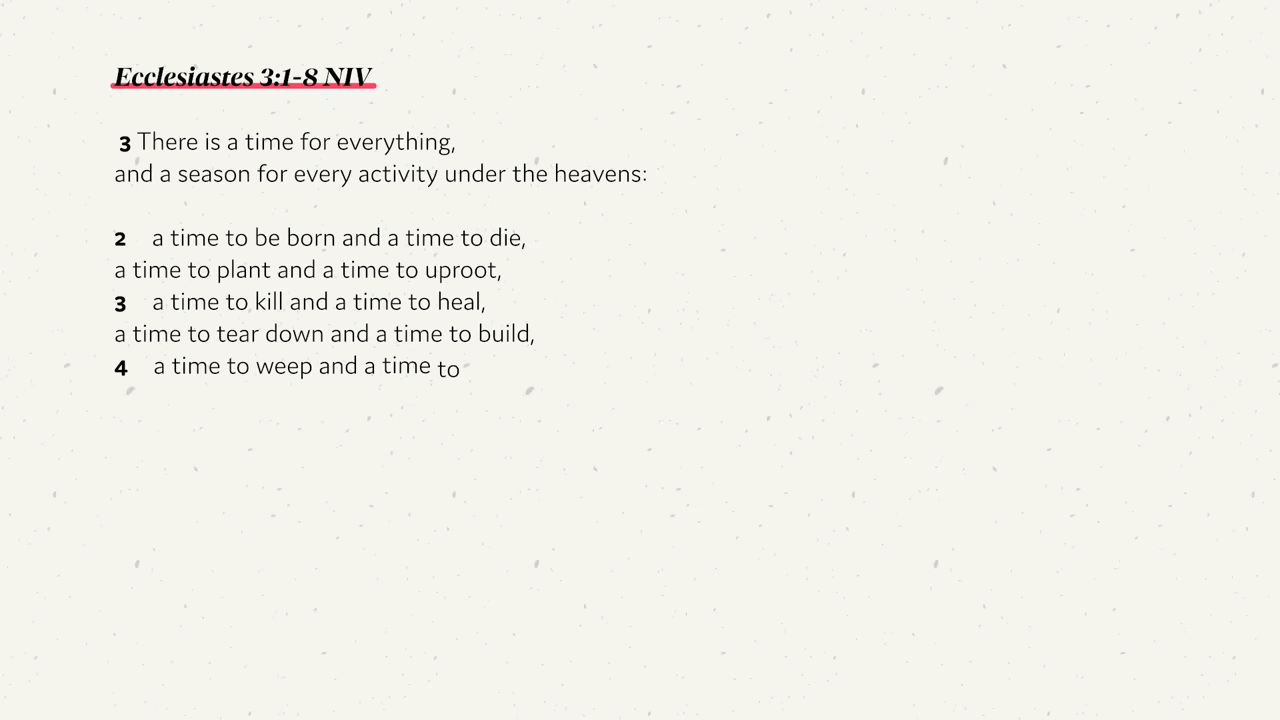 Ecclesiastes 3:1-8 NIV
3 There is a time for everything,
and a season for every activity under the heavens:
2 a time to be born and a time to die,
a time to plant and a time to uproot,
3 a time to kill and a time to heal,
a time to tear down and a time to build,
4 a time to weep and a time to